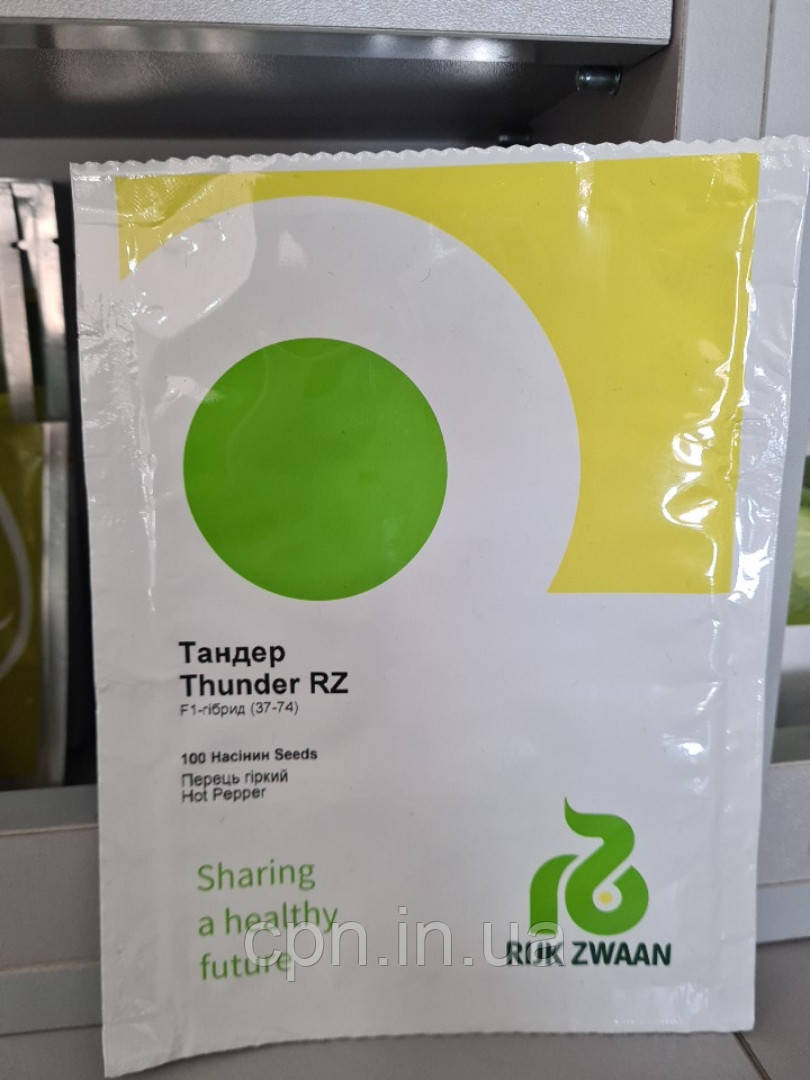 Тандер
Thunder RZ
F1-гібрид (37-74)
100 Насінин Seeds
Перець гіркий
Hot Pepper
Sharing
a healthy
future
cpn.in.ua
RIJK ZWAAN